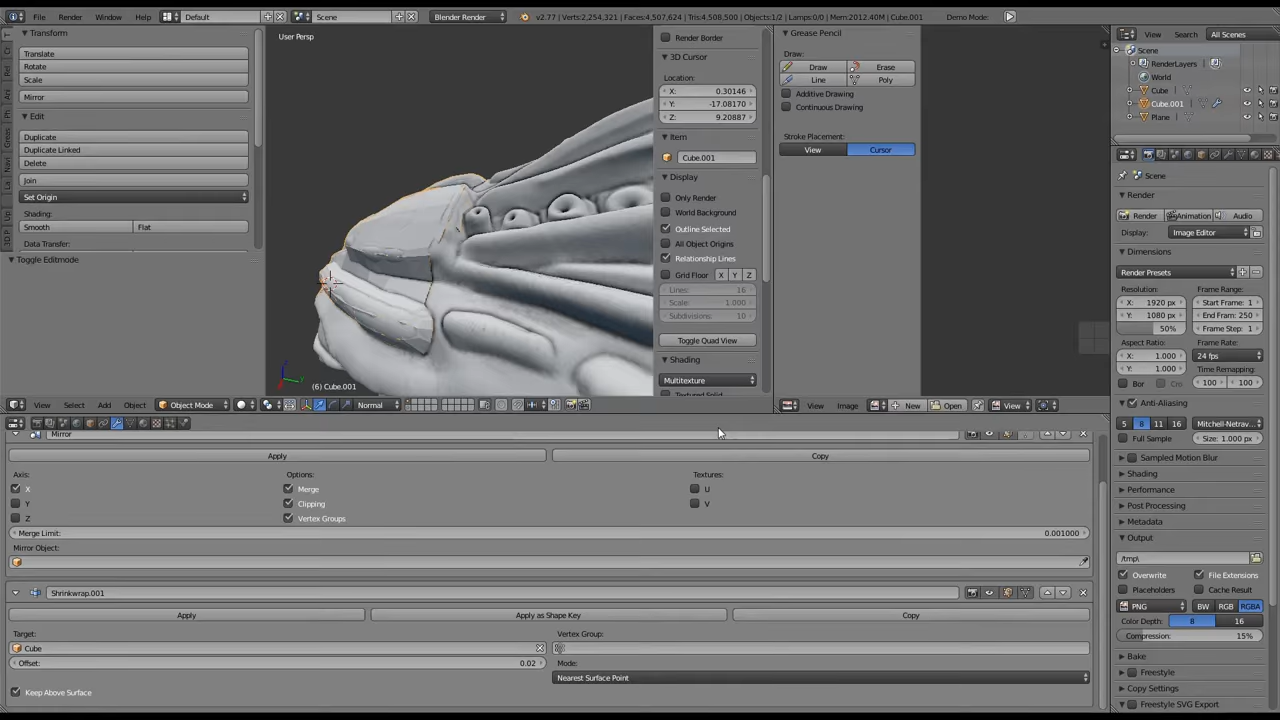 File Render Window Help Default Scene Blender Render v2.77 | Verts:2,254,321 | Faces:4,507,624 | Tris:4,508,500 | Objects:1/2 | Lamps:0/0 | Mem:2012.40M | Cube.001 Demo Mode:
Transform
Translate
Rotate
Scale
Mirror
Edit
Duplicate
Duplicate Linked
Delete
Join
Set Origin
Shading:
Smooth Flat
Data Transfer:
Toggle Editmode
User Persp
(6) Cube.001
View Select Add Object Object Mode Normal
Render Border
3D Cursor
Location:
X: 0.30146
Y: -17.08170
Z: 9.20887
Item
Cube.001
Display
Only Render
World Background
Outline Selected
All Object Origins
Relationship Lines
Grid Floor X Y Z
Lines: 16
Scale: 1.000
Subdivisions: 10
Toggle Quad View
Shading
Multitexture
Textured Solid
Grease Pencil
Draw:
Draw Erase
Line Poly
Additive Drawing
Continuous Drawing
Stroke Placement:
View Cursor
View Image New Open View
View Search All Scenes
Scene
RenderLayers
World
Cube
Cube.001
Plane
Scene
Render
Render Animation Audio
Display: Image Editor
Dimensions
Render Presets
Resolution: Frame Range:
X: 1920 px Start Frame: 1
Y: 1080 px End Fram: 250
50% Frame Step: 1
Aspect Ratio: Frame Rate:
X: 1.000 24 fps
Y: 1.000 Time Remapping:
Bor Cro 100 100
Anti-Aliasing
5 8 11 16 Mitchell-Netrav...
Full Sample Size: 1.000 px
Sampled Motion Blur
Shading
Performance
Post Processing
Metadata
Output
/tmp\
Overwrite File Extensions
Placeholders Cache Result
PNG BW RGB RGBA
Color Depth: 8 16
Compression: 15%
Bake
Freestyle
Copy Settings
Freestyle SVG Export
Mirror
Apply Copy
Axis: Options: Textures:
X Merge U
Y Clipping V
Z Vertex Groups
Merge Limit: 0.001000
Mirror Object:
Shrinkwrap.001
Apply Apply as Shape Key Copy
Target: Vertex Group:
Cube
Offset: 0.02 Mode:
Nearest Surface Point
Keep Above Surface